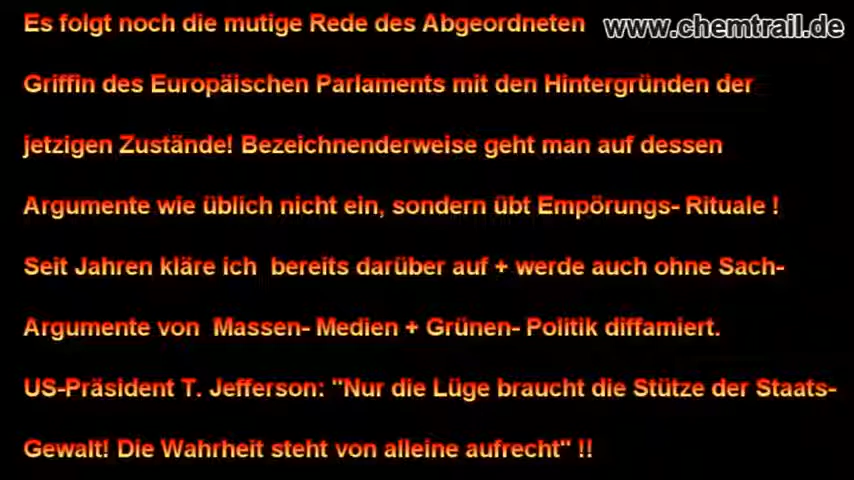 Es folgt noch die mutige Rede des Abgeordneten
www.chemtrail.de
Griffin des Europäischen Parlaments mit den Hintergründen der
jetzigen Zustände! Bezeichnenderweise geht man auf dessen
Argumente wie üblich nicht ein, sondern übt Empörungs- Rituale !
Seit Jahren kläre ich  bereits darüber auf + werde auch ohne Sach-
Argumente von  Massen- Medien + Grünen- Politik diffamiert.
US-Präsident T. Jefferson: "Nur die Lüge braucht die Stütze der Staats-
Gewalt! Die Wahrheit steht von alleine aufrecht" !!